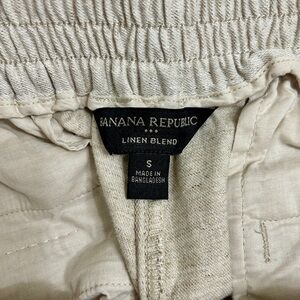 BANANA REPUBLIC
LINEN BLEND
S
MADE IN
BANGLADESH